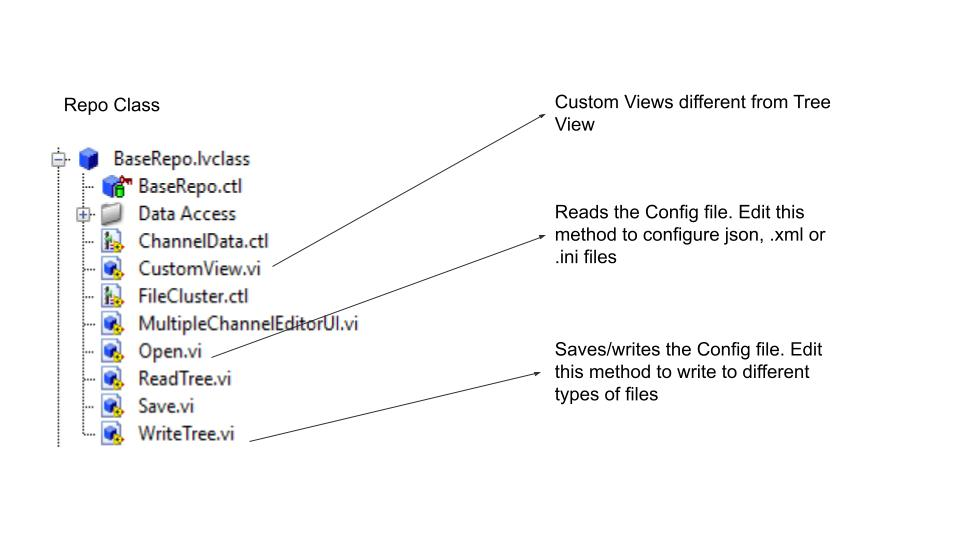 Repo Class
BaseRepo.lvclass
BaseRepo.ctl
Data Access
ChannelData.ctl
CustomView.vi
FileCluster.ctl
MultipleChannelEditorUI.vi
Open.vi
ReadTree.vi
Save.vi
WriteTree.vi
Custom Views different from Tree
View
Reads the Config file. Edit this
method to configure json, .xml or
.ini files
Saves/writes the Config file. Edit
this method to write to different
types of files